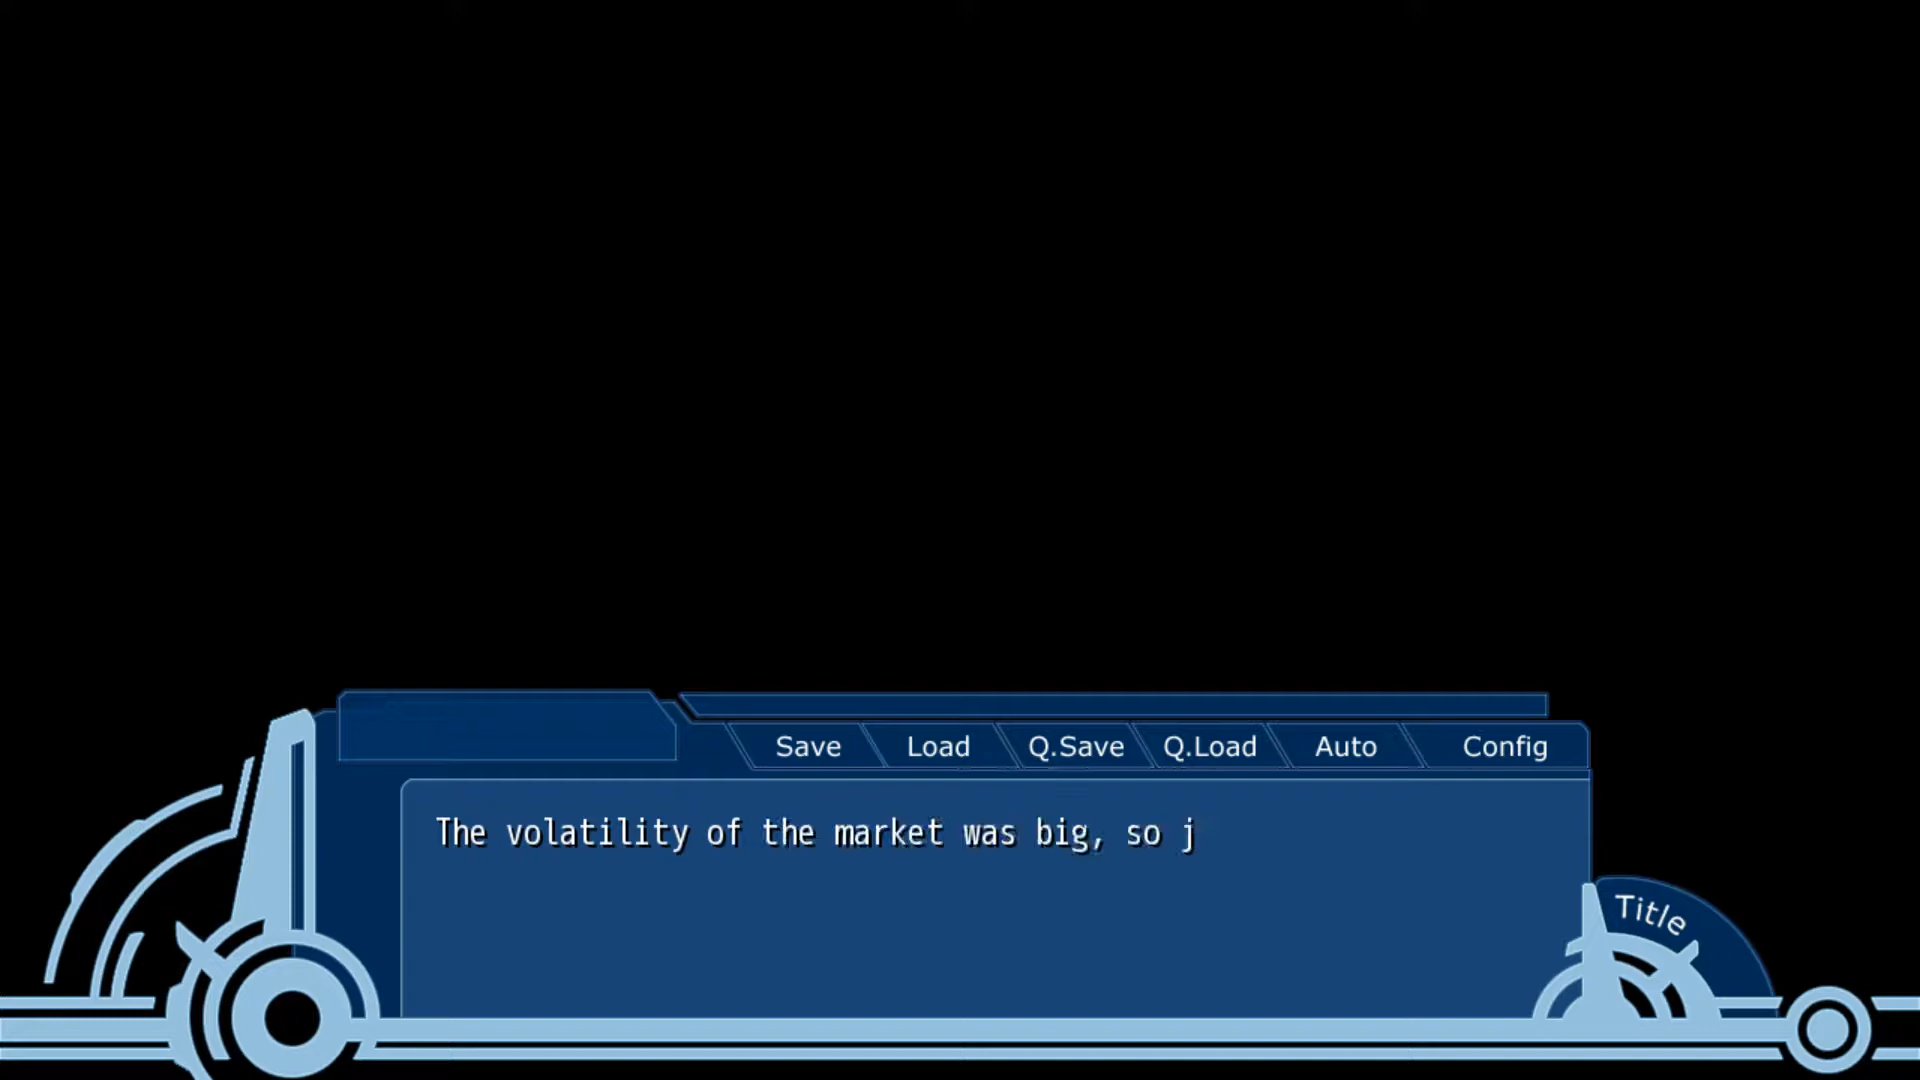 Save Load Q.Save Q.Load Auto Config
The volatility of the market was big, so j
Title